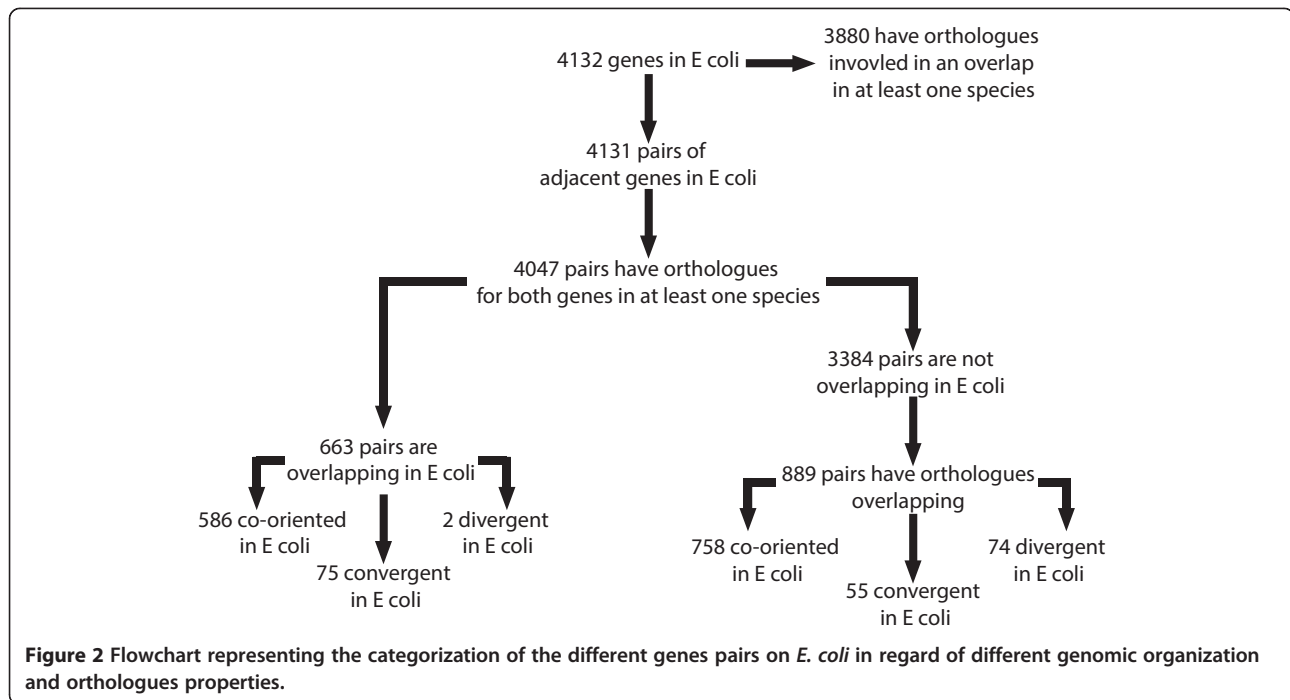 4132 genes in E coli
3880 have orthologues
invovled in an overlap
in at least one species
4131 pairs of
adjacent genes in E coli
4047 pairs have orthologues
for both genes in at least one species
663 pairs are
overlapping in E coli
586 co-oriented
in E coli
75 convergent
in E coli
2 divergent
in E coli
3384 pairs are not
overlapping in E coli
889 pairs have orthologues
overlapping
758 co-oriented
in E coli
55 convergent
in E coli
74 divergent
in E coli
Figure 2 Flowchart representing the categorization of the different genes pairs on E. coli in regard of different genomic organization
and orthologues properties.